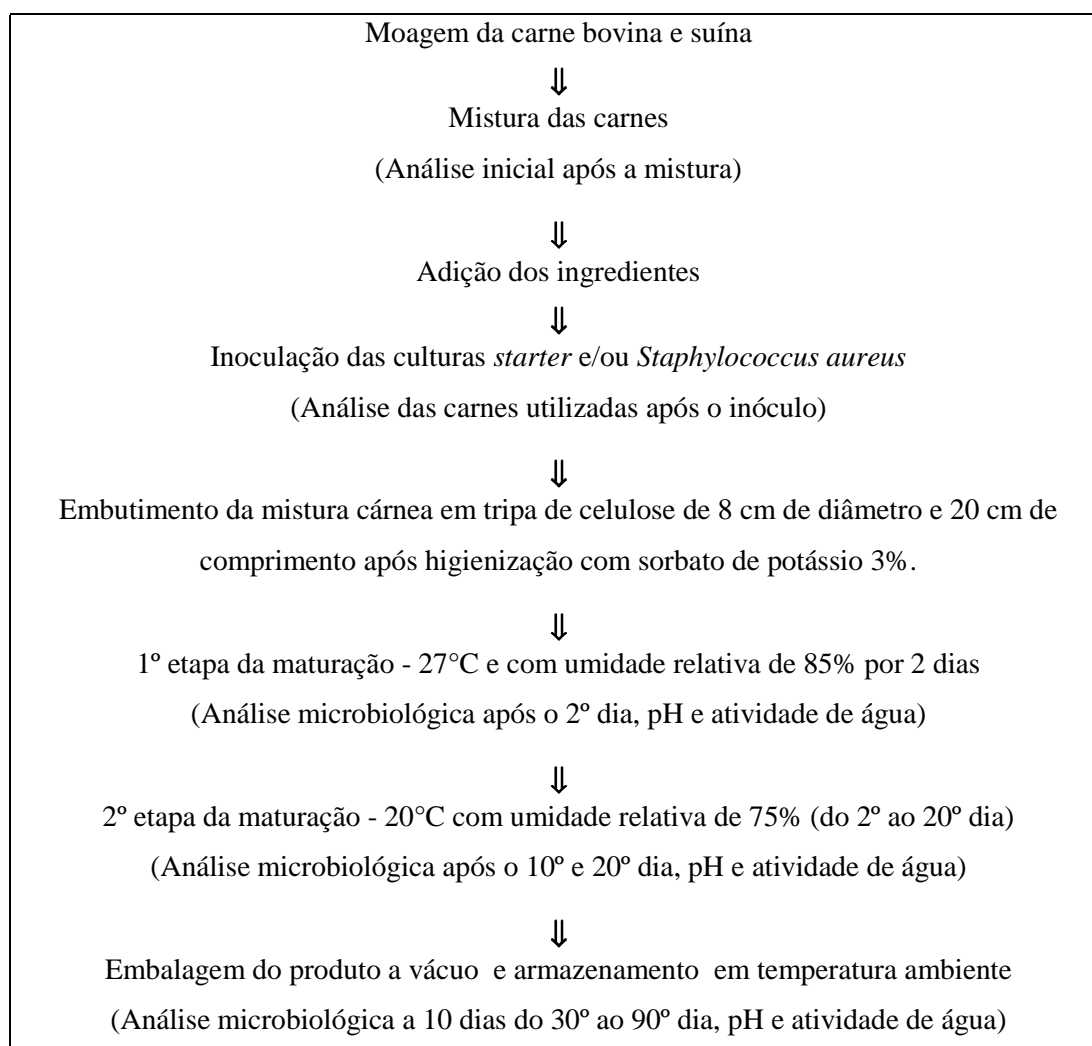 Moagem da carne bovina e suína
⇓
Mistura das carnes
(Análise inicial após a mistura)
⇓
Adição dos ingredientes
⇓
Inoculação das culturas starter e/ou Staphylococcus aureus
(Análise das carnes utilizadas após o inóculo)
⇓
Embutimento da mistura cárnea em tripa de celulose de 8 cm de diâmetro e 20 cm de
comprimento após higienização com sorbato de potássio 3%.
⇓
1º etapa da maturação - 27°C e com umidade relativa de 85% por 2 dias
(Análise microbiológica após o 2º dia, pH e atividade de água)
⇓
2º etapa da maturação - 20°C com umidade relativa de 75% (do 2º ao 20º dia)
(Análise microbiológica após o 10º e 20º dia, pH e atividade de água)
⇓
Embalagem do produto a vácuo e armazenamento em temperatura ambiente
(Análise microbiológica a 10 dias do 30º ao 90º dia, pH e atividade de água)